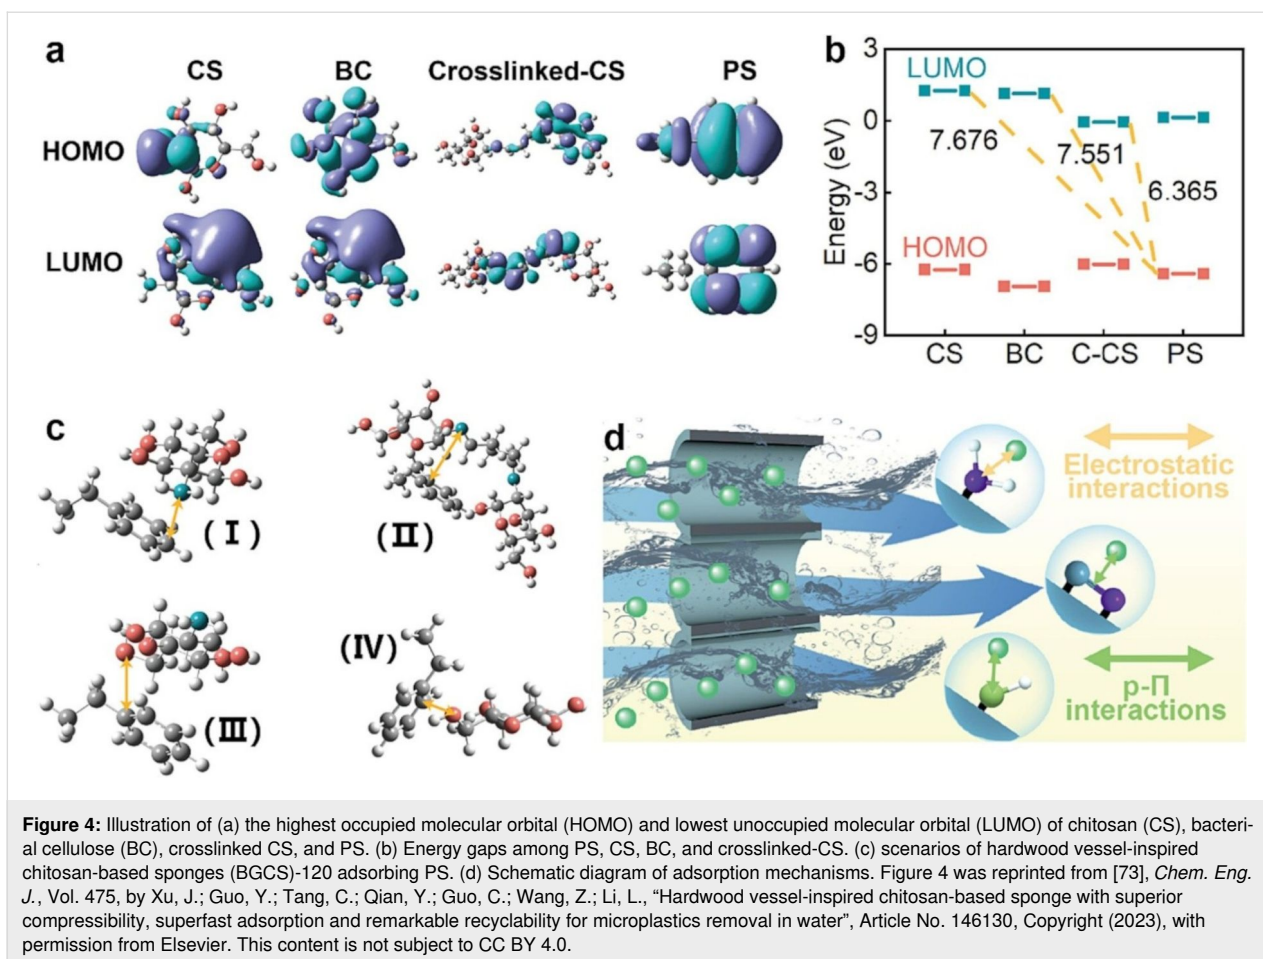 a
CS
BC
Crosslinked-CS
PS
HOMO
LUMO
b
3
0
-3
-6
-9
Energy (eV)
LUMO
7.676
7.551
6.365
HOMO
CS
BC
C-CS
PS
c
(I)
(II)
(III)
(IV)
d
Electrostatic
interactions
p-Π
interactions
Figure 4: Illustration of (a) the highest occupied molecular orbital (HOMO) and lowest unoccupied molecular orbital (LUMO) of chitosan (CS), bacteri-
al cellulose (BC), crosslinked CS, and PS. (b) Energy gaps among PS, CS, BC, and crosslinked-CS. (c) scenarios of hardwood vessel-inspired
chitosan-based sponges (BGCS)-120 adsorbing PS. (d) Schematic diagram of adsorption mechanisms. Figure 4 was reprinted from [73], Chem. Eng.
J., Vol. 475, by Xu, J.; Guo, Y.; Tang, C.; Qian, Y.; Guo, C.; Wang, Z.; Li, L., “Hardwood vessel-inspired chitosan-based sponge with superior
compressibility, superfast adsorption and remarkable recyclability for microplastics removal in water”, Article No. 146130, Copyright (2023), with
permission from Elsevier. This content is not subject to CC BY 4.0.